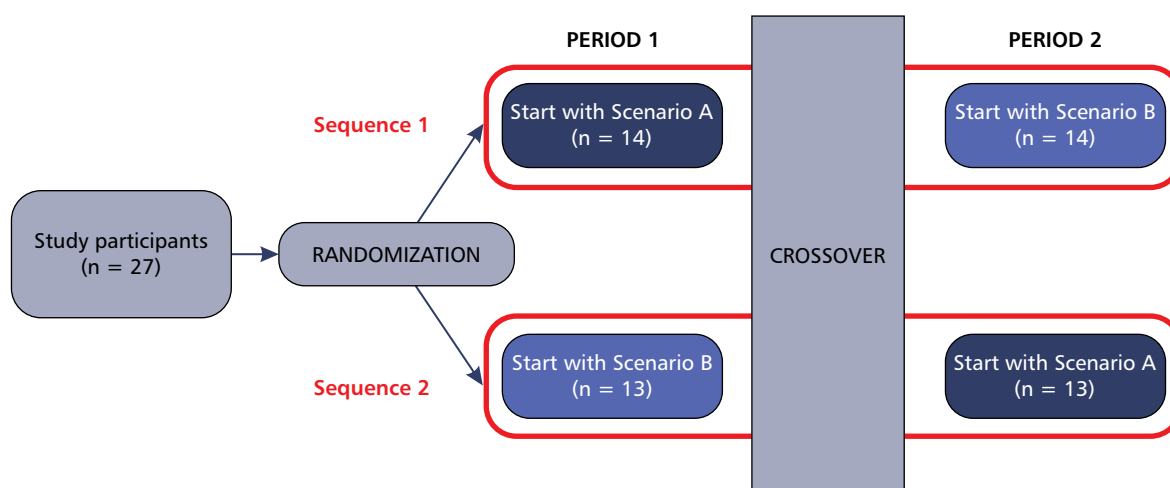 PERIOD 1
PERIOD 2
Sequence 1
Start with Scenario A
(n = 14)
Start with Scenario B
(n = 14)
Study participants
(n = 27)
RANDOMIZATION
CROSSOVER
Sequence 2
Start with Scenario B
(n = 13)
Start with Scenario A
(n = 13)